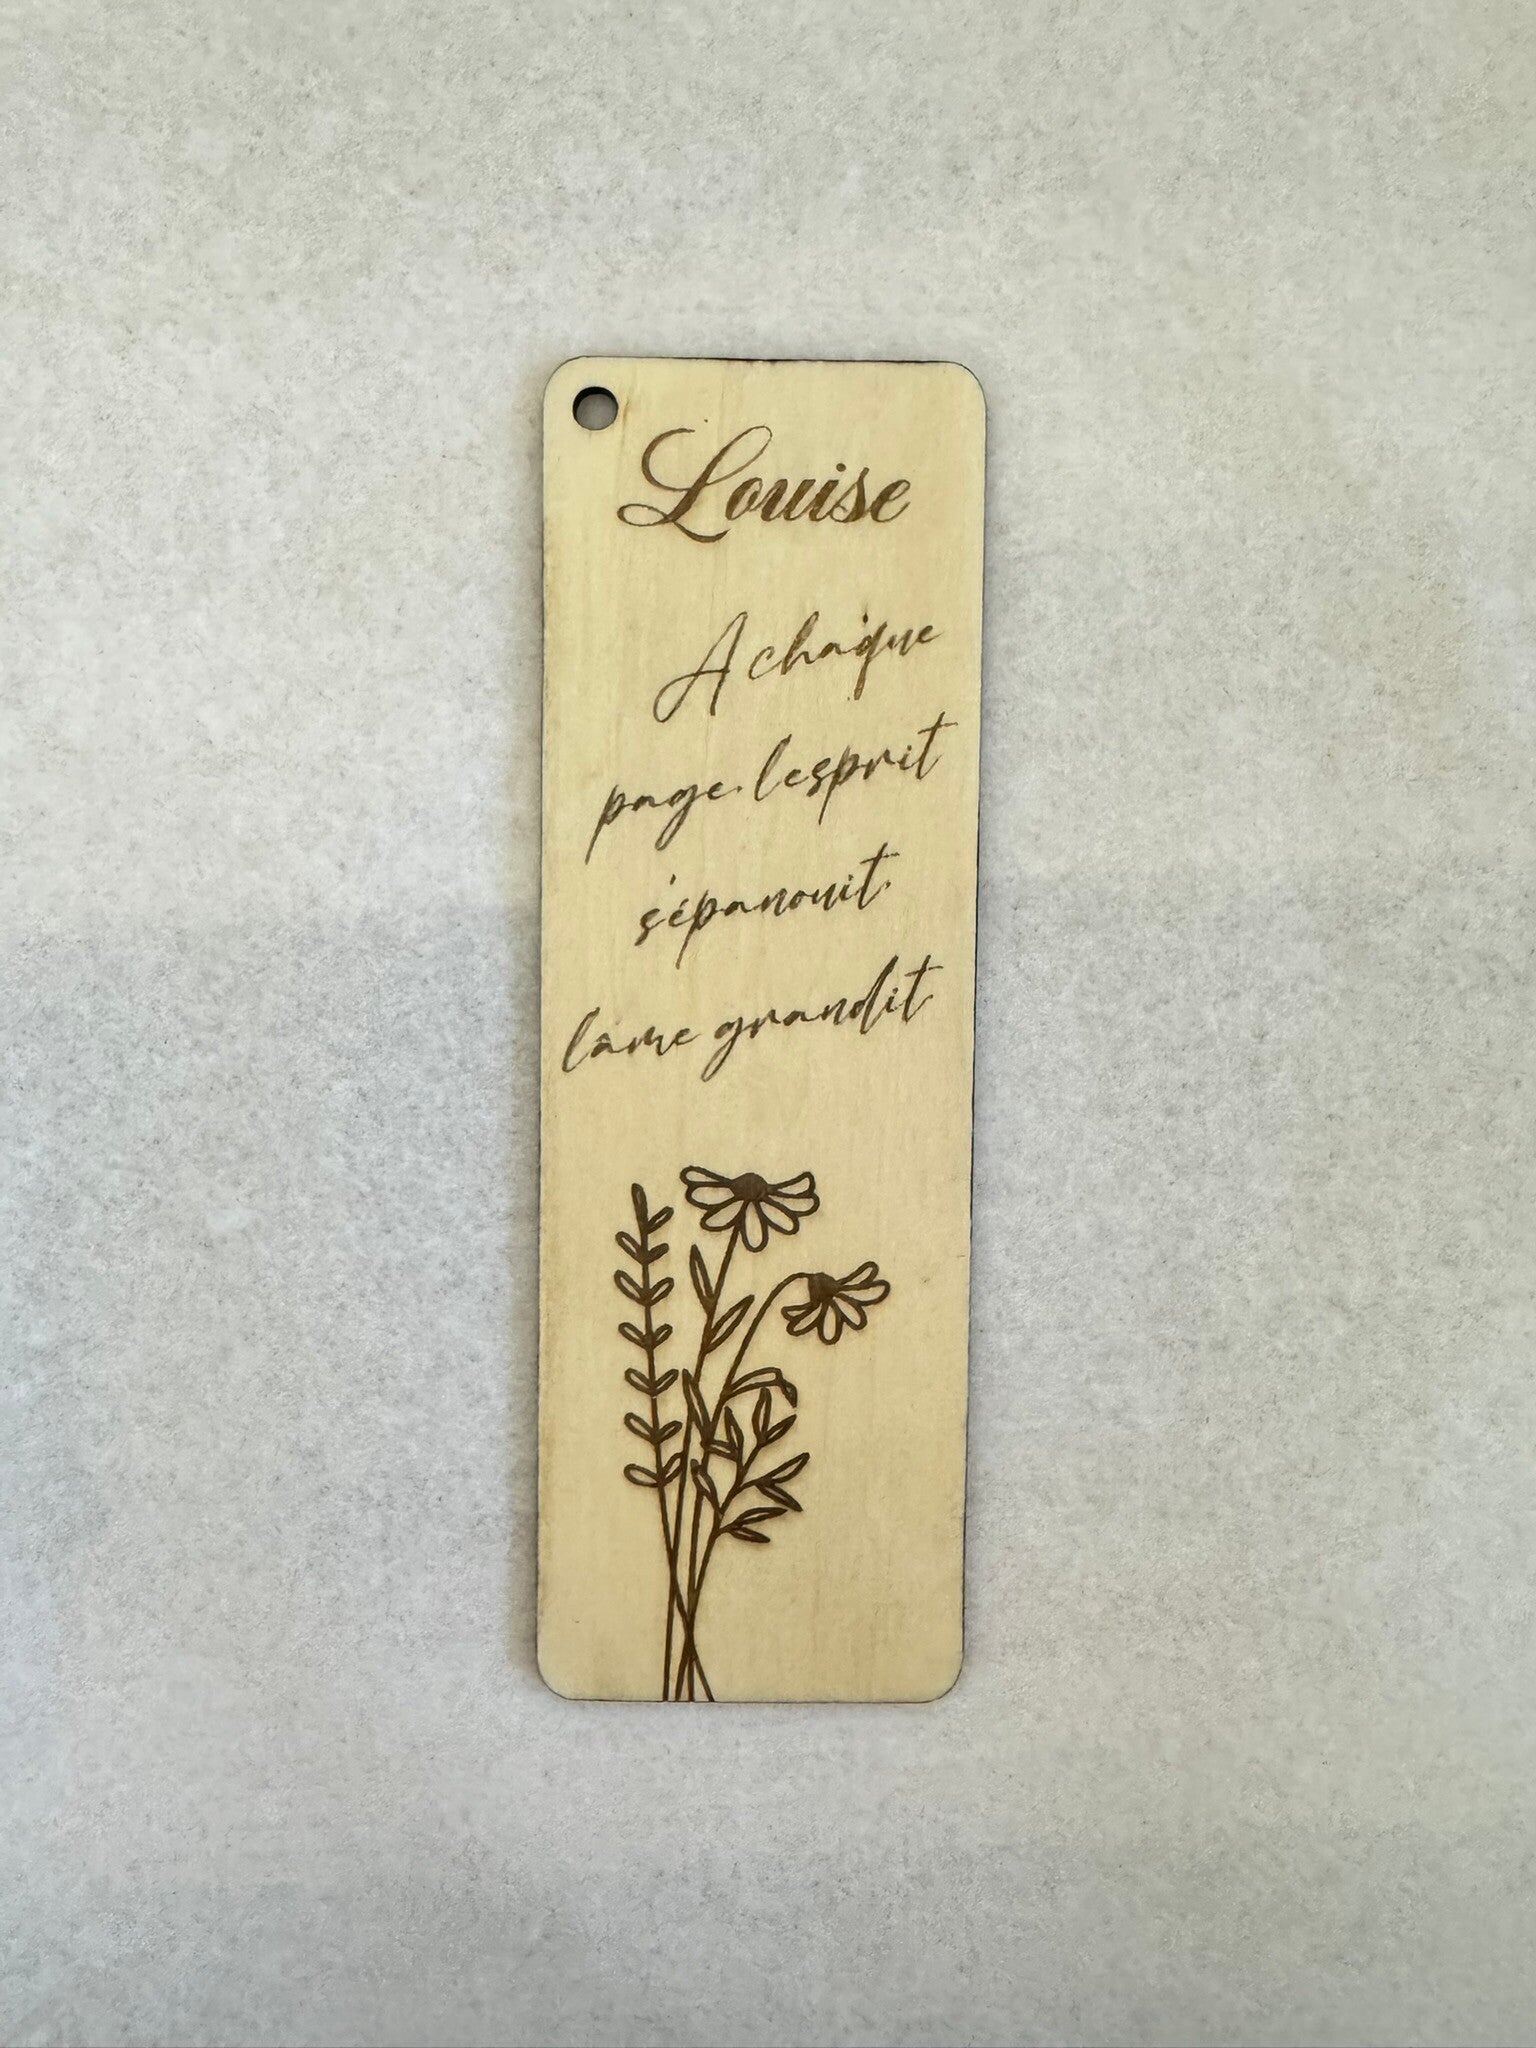 Louise
A chaque
page, l'esprit
s'épanouit,
l'âme grandit.